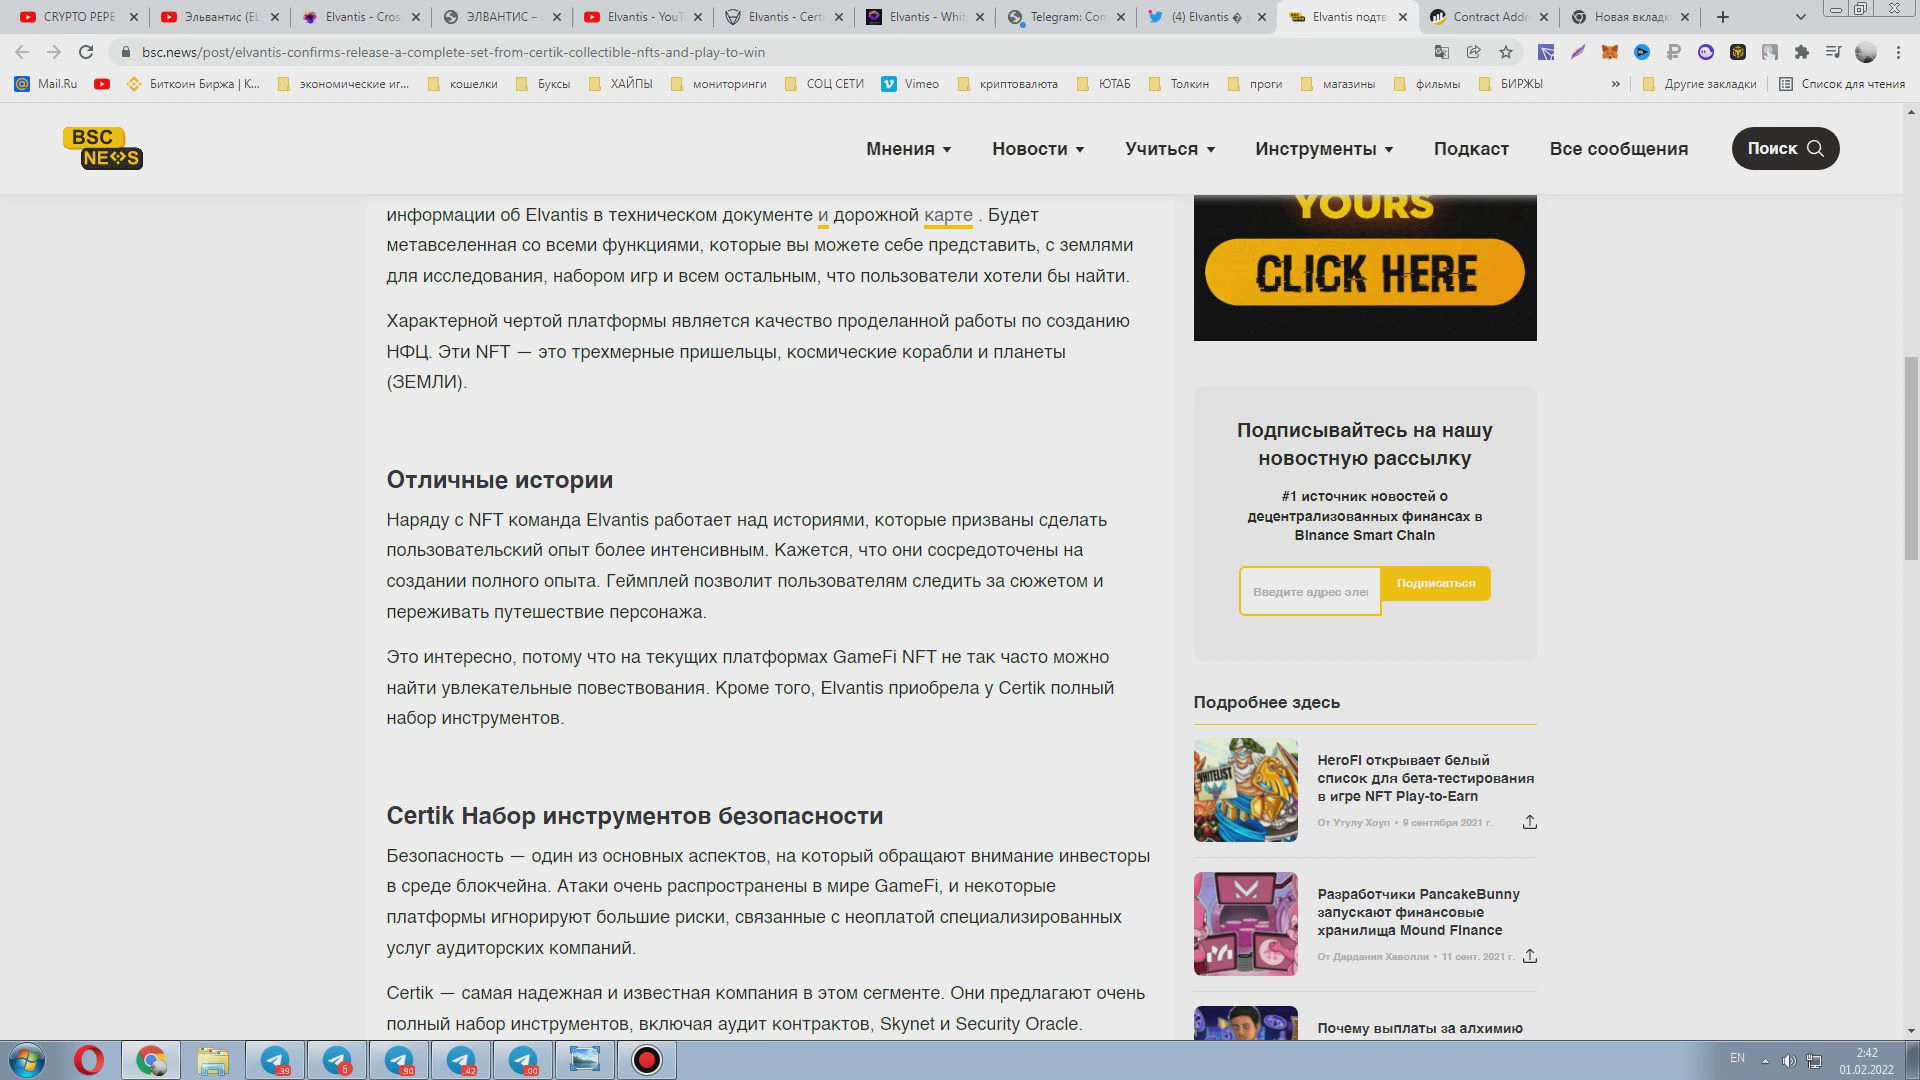 CRYPTO PEPE
Эльвантис (EL
Elvantis - Cros
ЭЛВАНТИС –
Elvantis - YouT
Elvantis - Cert
Elvantis - Whit
Telegram: Con
(4) Elvantis
Elvantis подтв
Contract Addr
Новая вкладк
bsc.news/post/elvantis-confirms-release-a-complete-set-from-certik-collectible-nfts-and-play-to-win
Mail.Ru
Биткоин Биржа | K...
экономические иг...
кошелки
Буксы
ХАЙПЫ
мониторинги
СОЦ СЕТИ
Vimeo
криптовалюта
ЮТАБ
Толкин
проги
магазины
фильмы
БИРЖЫ
»
Другие закладки
Список для чтения
BSC
NEWS
Мнения
Новости
Учиться
Инструменты
Подкаст
Все сообщения
Поиск
информации об Elvantis в техническом документе и дорожной карте . Будет
метавселенная со всеми функциями, которые вы можете себе представить, с землями
для исследования, набором игр и всем остальным, что пользователи хотели бы найти.
Характерной чертой платформы является качество проделанной работы по созданию
НФЦ. Эти NFT — это трехмерные пришельцы, космические корабли и планеты
(ЗЕМЛИ).
Отличные истории
Наряду с NFT команда Elvantis работает над историями, которые призваны сделать
пользовательский опыт более интенсивным. Кажется, что они сосредоточены на
создании полного опыта. Геймплей позволит пользователям следить за сюжетом и
переживать путешествие персонажа.
Это интересно, потому что на текущих платформах GameFi NFT не так часто можно
найти увлекательные повествования. Кроме того, Elvantis приобрела у Certik полный
набор инструментов.
Certik Набор инструментов безопасности
Безопасность — один из основных аспектов, на который обращают внимание инвесторы
в среде блокчейна. Атаки очень распространены в мире GameFi, и некоторые
платформы игнорируют большие риски, связанные с неоплатой специализированных
услуг аудиторских компаний.
Certik — самая надежная и известная компания в этом сегменте. Они предлагают очень
полный набор инструментов, включая аудит контрактов, Skynet и Security Oracle.
YOURS
CLICK HERE
Подписывайтесь на нашу
новостную рассылку
#1 источник новостей о
децентрализованных финансах в
Binance Smart Chain
Введите адрес элек
Подписаться
Подробнее здесь
WHITELIST
HeroFi открывает белый
список для бета-тестирования
в игре NFT Play-to-Earn
От Утулу Хоуп • 9 сентября 2021 г.
Разработчики PancakeBunny
запускают финансовые
хранилища Mound Finance
От Дардания Хаволли • 11 сент. 2021 г.
Почему выплаты за алхимию
39
6
90
42
00
EN
2:42
01.02.2022